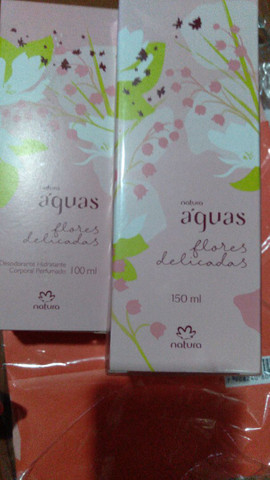 natura
águas
flores
delicadas
Desodorante Hidratante
Corporal Perfumado 100 ml
natura
natura
águas
flores
delicadas
150 ml
natura